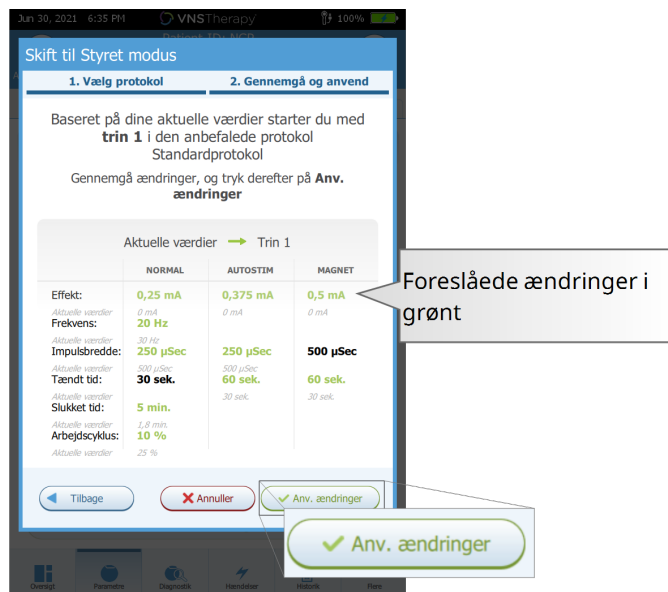 Jun 30, 2021 6:35 PM VNSTherapy 100%
Patient ID: NCP
Skift til Styret modus
1. Vælg protokol 2. Gennemgå og anvend
Baseret på dine aktuelle værdier starter du med
trin 1 i den anbefalede protokol
Standardprotokol
Gennemgå ændringer, og tryk derefter på Anv.
ændringer
Aktuelle værdier → Trin 1
NORMAL AUTOSTIM MAGNET
Effekt: 0,25 mA 0,375 mA 0,5 mA
Aktuelle værdier 0 mA 0 mA 0 mA
Frekvens: 20 Hz
Aktuelle værdier 30 Hz
Impulsbredde: 250 µSec 250 µSec 500 µSec
Aktuelle værdier 500 µSec 500 µSec
Tændt tid: 30 sek. 60 sek. 60 sek.
Aktuelle værdier 30 sek. 30 sek.
Slukket tid: 5 min.
Aktuelle værdier 1,8 min.
Arbejdscyklus: 10 %
Aktuelle værdier 25 %
Tilbage Annuller Anv. ændringer
Anv. ændringer
Oversigt Parametre Diagnostik Hændelser Historik Flere
Foreslåede ændringer i
grønt